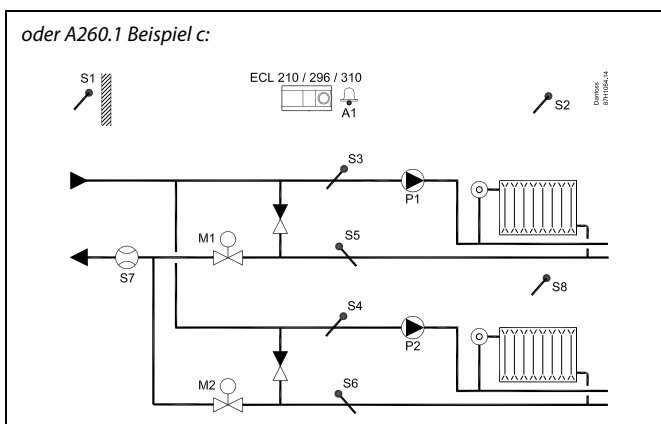 oder A260.1 Beispiel c:
S1
ECL 210 / 296 / 310
A1
S2
Danfoss
87H1084.14
S3
P1
M1
S5
S7
S8
S4
P2
M2
S6